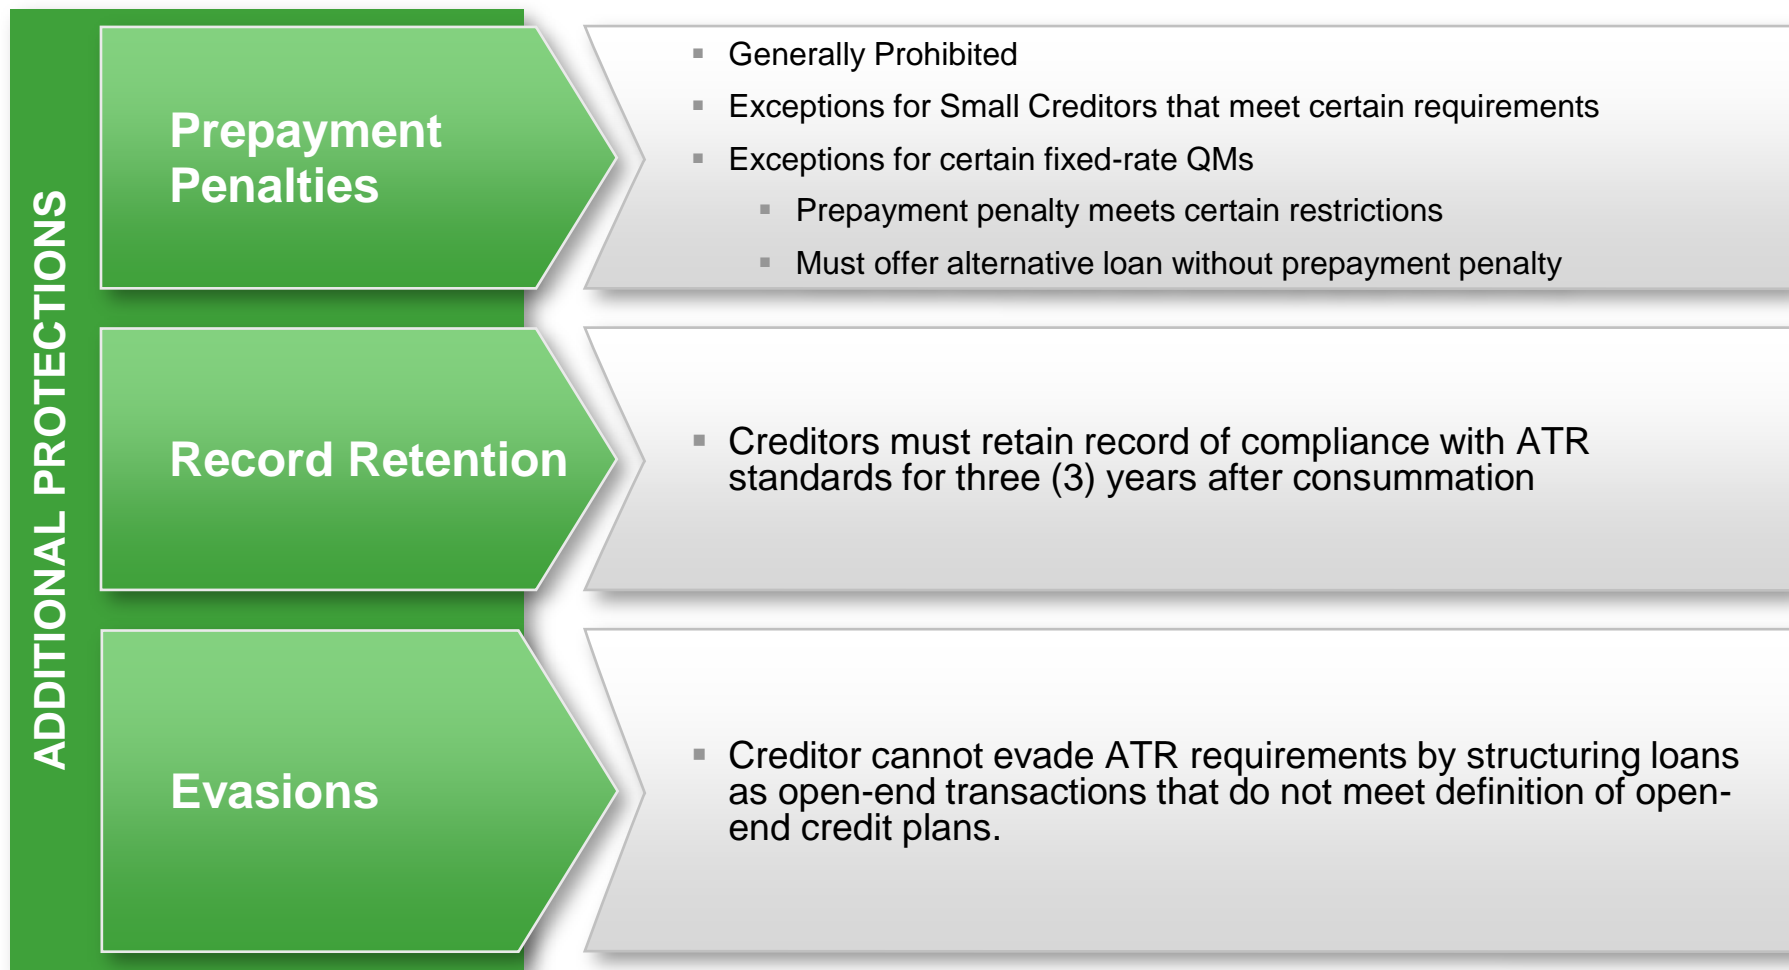 ADDITIONAL PROTECTIONS
Prepayment
Penalties
Generally Prohibited
Exceptions for Small Creditors that meet certain requirements
Exceptions for certain fixed-rate QMs
Prepayment penalty meets certain restrictions
Must offer alternative loan without prepayment penalty
Record Retention
Creditors must retain record of compliance with ATR
standards for three (3) years after consummation
Evasions
Creditor cannot evade ATR requirements by structuring loans
as open-end transactions that do not meet definition of open-
end credit plans.